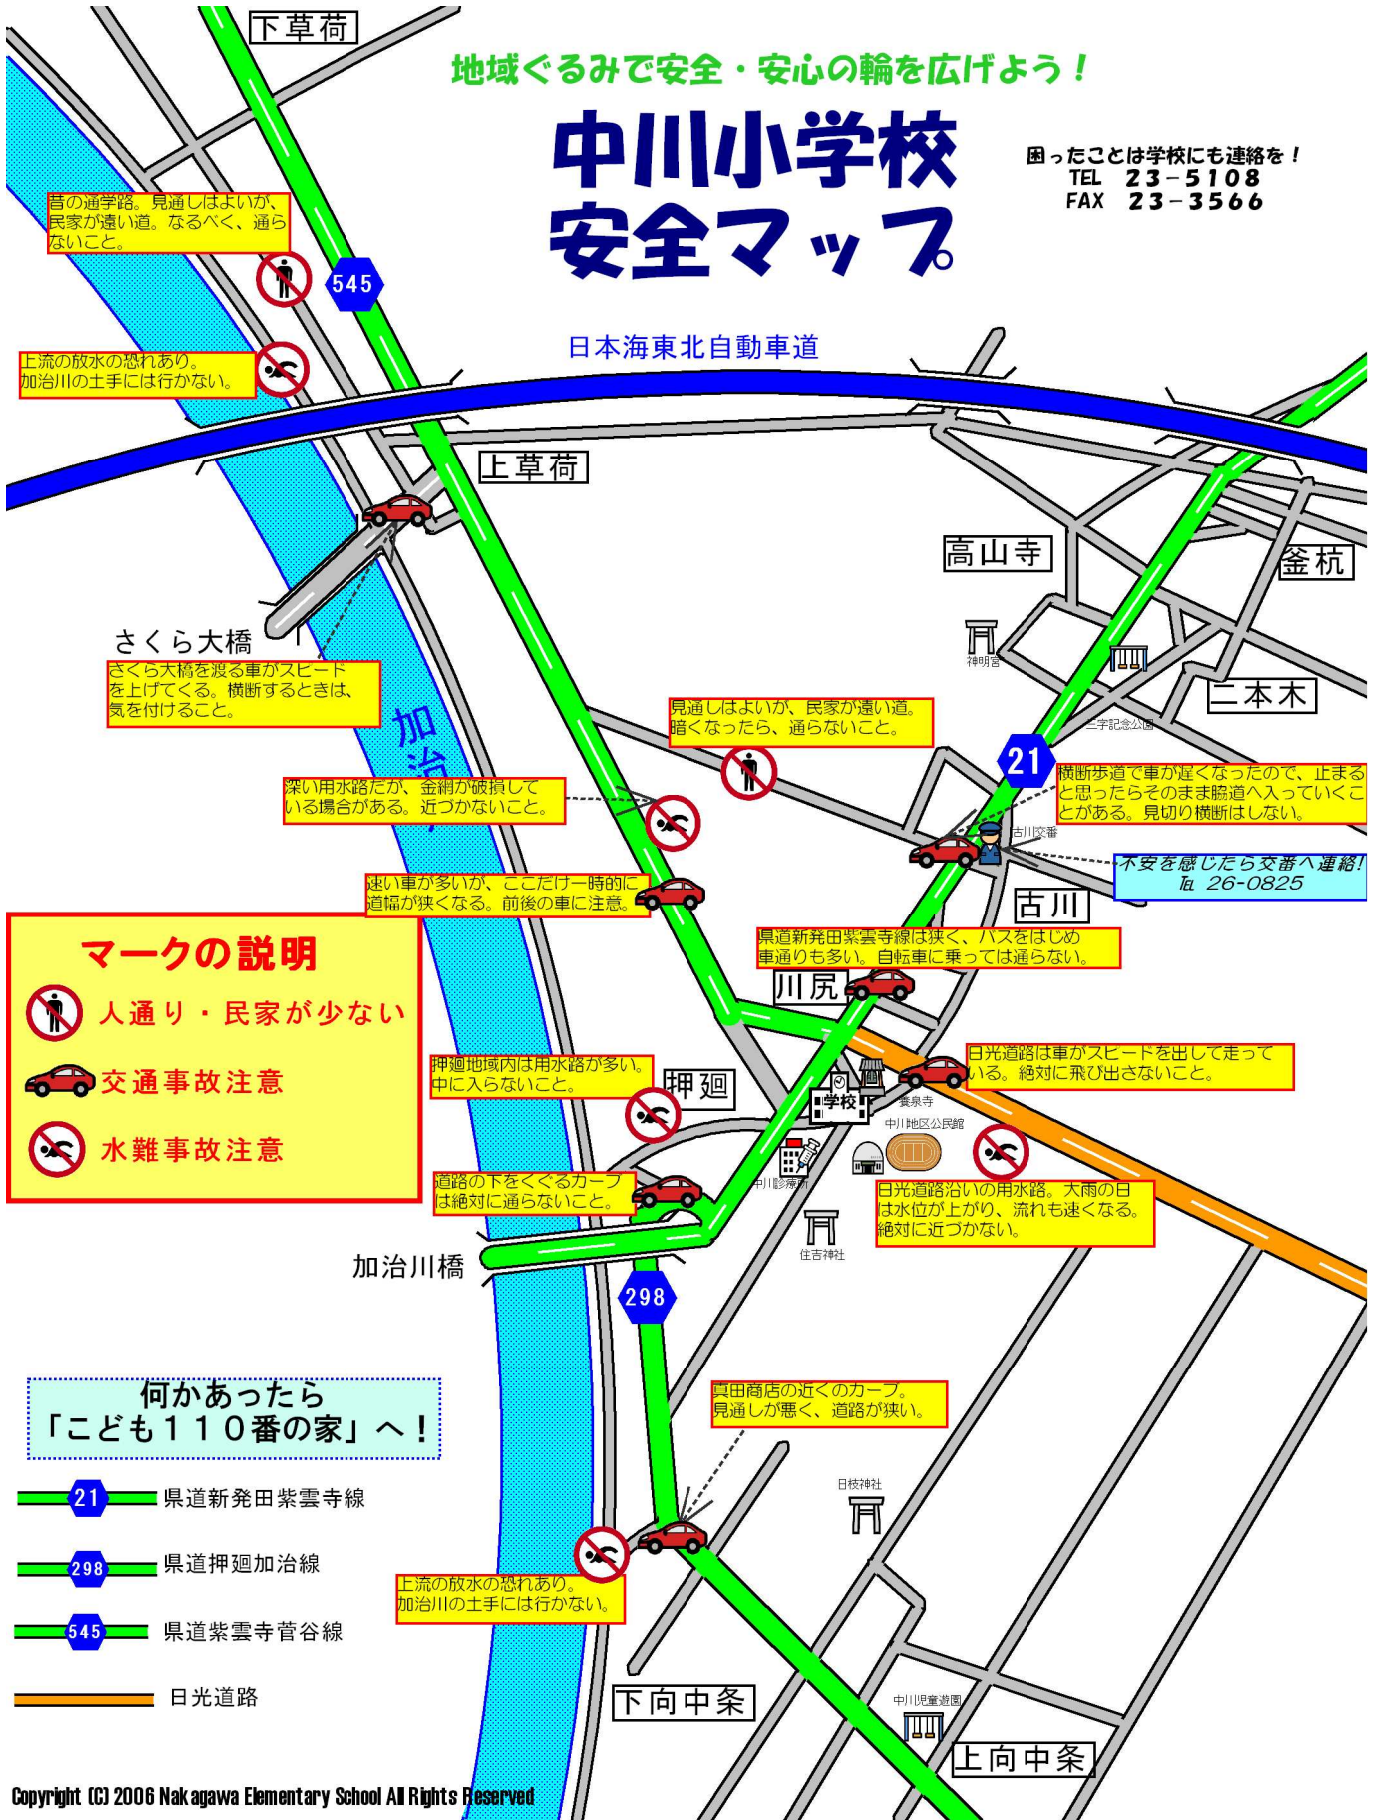 下草荷
地域ぐるみで安全・安心の輪を広げよう！
中川小学校
安全マップ
困ったことは学校にも連絡を！
TEL 23-5108
FAX 23-3566
昔の通学路。見通しはよいが、
民家が遠い道。なるべく、通ら
ないこと。
545
日本海東北自動車道
上流の放水の恐れあり。
加治川の土手には行かない。
上草荷
高山寺
釜杭
神明宮
さくら大橋
さくら大橋を渡る車がスピード
を上げてくる。横断するときは、
気を付けること。
二本木
加治
見通しはよいが、民家が遠い道。
暗くなったら、通らないこと。
21
深い用水路だが、金網が破損して
いる場合がある。近づかないこと。
横断歩道で車が遅くなったので、止まる
と思ったらそのまま脇道へ入っていくこ
とがある。見切り横断はしない。
古川交番
不安を感じたら交番へ連絡!
℡ 26-0825
速い車が多いが、ここだけ一時的に
道幅が狭くなる。前後の車に注意。
古川
マークの説明
人通り・民家が少ない
交通事故注意
水難事故注意
県道新発田紫雲寺線は狭く、バスをはじめ
車通りも多い。自転車に乗っては通らない。
川尻
押廻地域内は用水路が多い。
中に入らないこと。
押廻
日光道路は車がスピードを出して走って
いる。絶対に飛び出さないこと。
学校
養泉寺
中川地区公民館
中川診療所
道路の下をくぐるカーブ
は絶対に通らないこと。
日光道路沿いの用水路。大雨の日
は水位が上がり、流れも速くなる。
絶対に近づかない。
住吉神社
加治川橋
298
何かあったら
「こども１１０番の家」へ！
真田商店の近くのカーブ。
見通しが悪く、道路が狭い。
21 県道新発田紫雲寺線
298 県道押廻加治線
545 県道紫雲寺菅谷線
日光道路
日枝神社
上流の放水の恐れあり。
加治川の土手には行かない。
下向中条
中川児童遊園
上向中条
Copyright (C) 2006 Nakagawa Elementary School All Rights Reserved